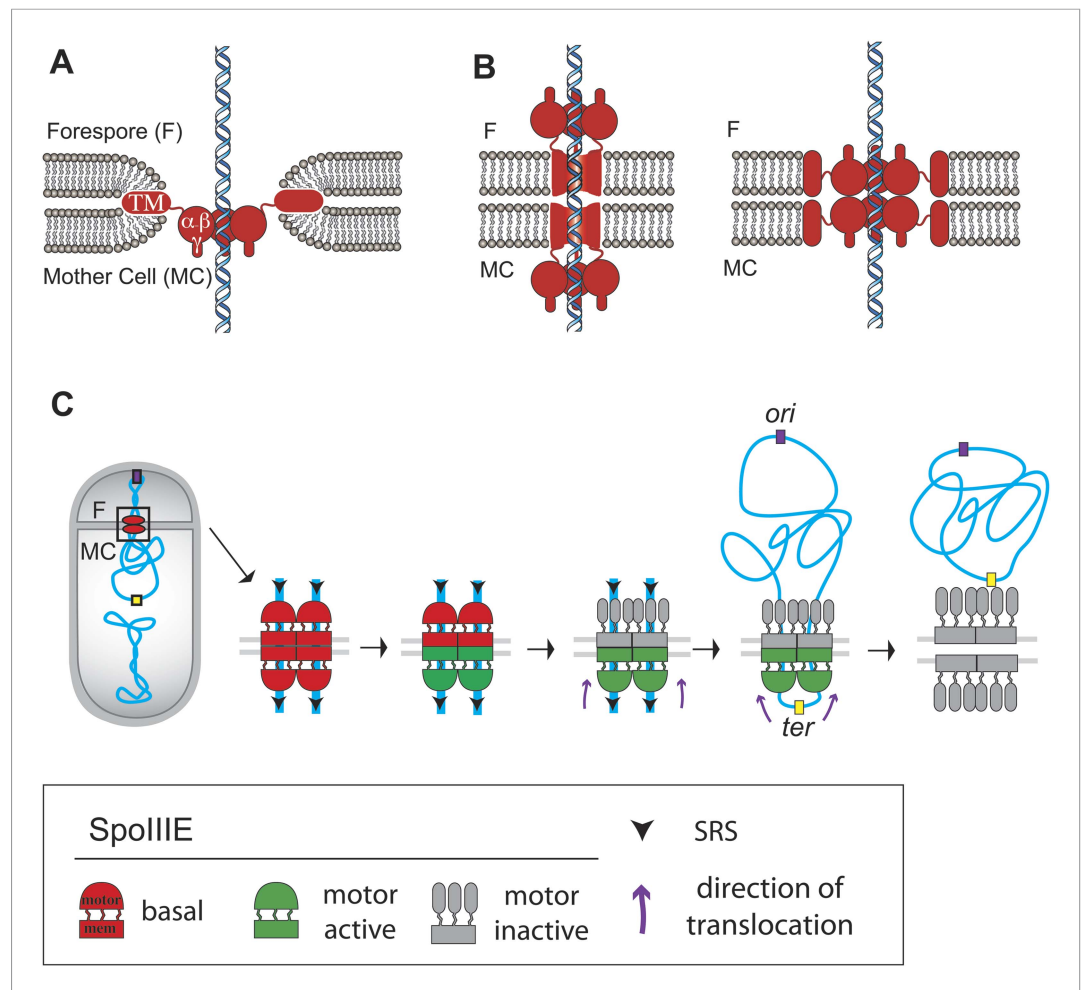 A
Forespore (F)
TM
α β
γ
Mother Cell (MC)
B
F
MC
F
MC
C
F
MC
ori
ter
SpoIIIE
motor
mem
basal
motor
active
motor
inactive
SRS
direction of
translocation